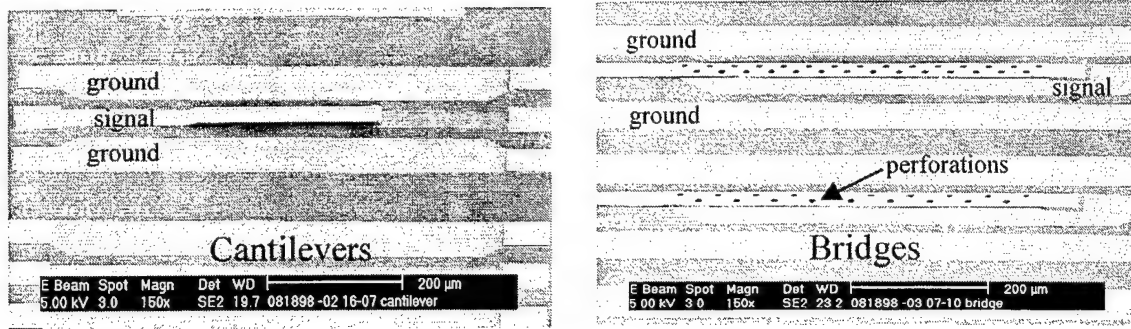 ground
signal
ground
Cantilevers
E Beam Spot Magn Det WD 200 µm
5.00 kV 3.0 150x SE2 19.7 081898 -02 16-07 cantilever
ground
signal
ground
perforations
Bridges
E Beam Spot Magn Det WD 200 µm
5.00 kV 3.0 150x SE2 23 2 081898 -03 07-10 bridge